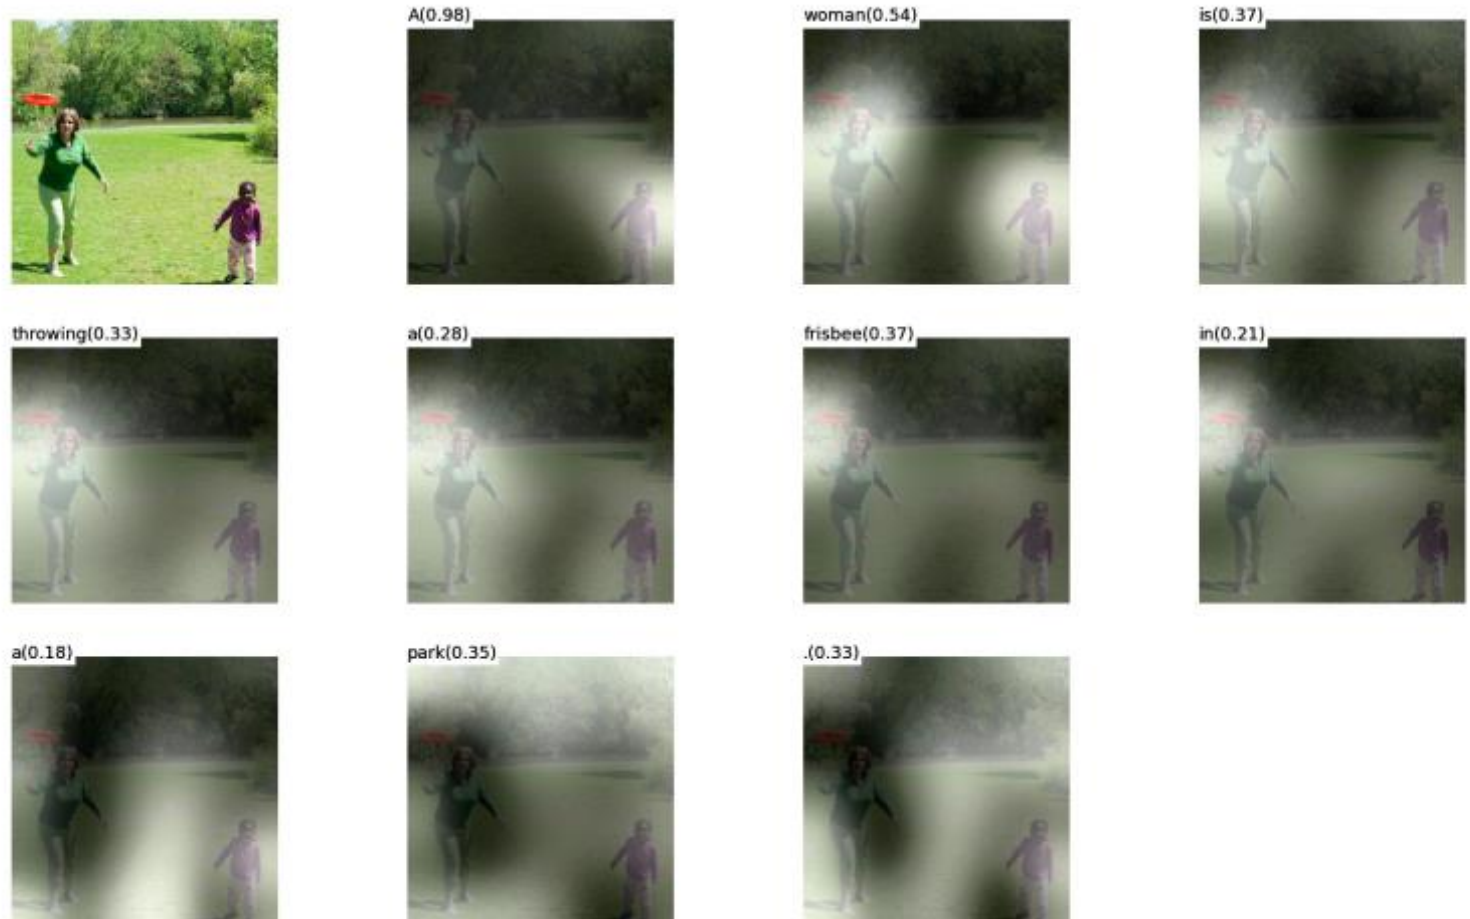 A(0.98)
woman(0.54)
is(0.37)
throwing(0.33)
a(0.28)
frisbee(0.37)
in(0.21)
a(0.18)
park(0.35)
.(0.33)